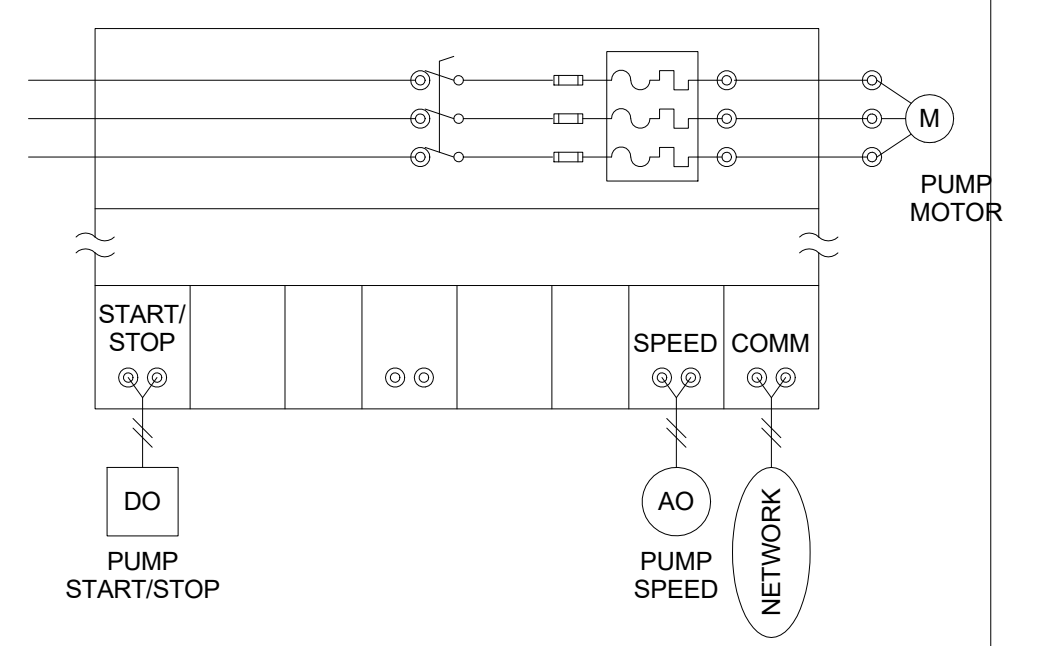 M
PUMP
MOTOR
START/
STOP
SPEED
COMM
DO
AO
NETWORK
PUMP
START/STOP
PUMP
SPEED